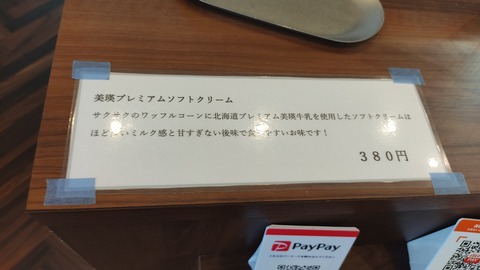 美瑛プレミアムソフトクリーム
サクサクのワッフルコーンに北海道プレミアム美瑛牛乳を使用したソフトクリームは
ほどよいミルク感と甘すぎない後味で食べやすいお味です!
380円
PayPay